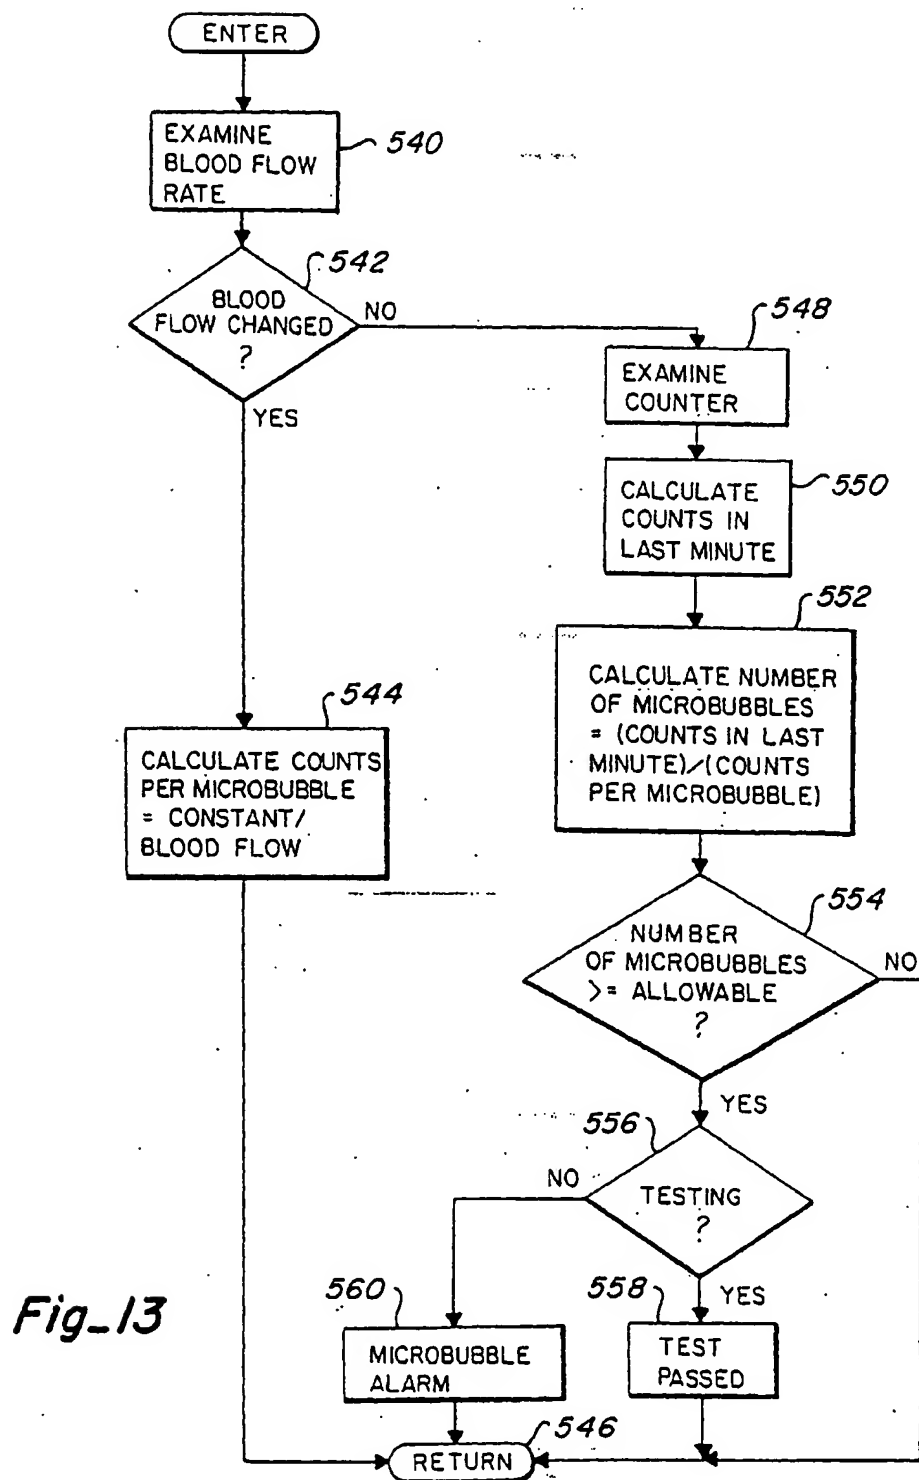 ENTER
EXAMINE
BLOOD FLOW
RATE
540
542
BLOOD
FLOW CHANGED
?
NO
YES
548
EXAMINE
COUNTER
550
CALCULATE
COUNTS IN
LAST MINUTE
552
CALCULATE NUMBER
OF MICROBUBBLES
= (COUNTS IN LAST
MINUTE)/(COUNTS
PER MICROBUBBLE)
544
CALCULATE COUNTS
PER MICROBUBBLE
= CONSTANT/
BLOOD FLOW
554
NUMBER
OF MICROBUBBLES
>= ALLOWABLE
?
NO
YES
556
TESTING
?
NO
YES
560
MICROBUBBLE
ALARM
558
TEST
PASSED
546
RETURN
Fig_13